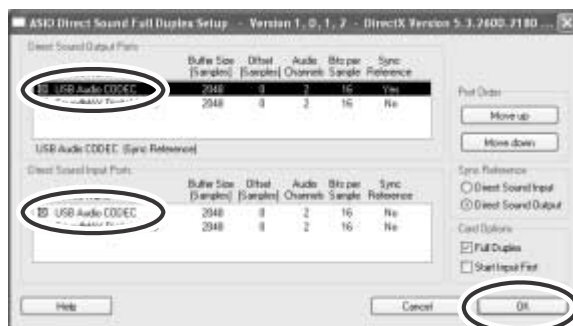 ASIO Direct Sound Full Duplex Setup - Version 1, 0, 1, 2 - DirectX Version 5.3.2600.2180 ....
Direct Sound Output Ports
Buffer Size Offset Audio Bits per Sync
[Samples] [Samples] Channels Sample Reference
USB Audio CODEC 2048 0 2 16 Yes
2048 0 2 16 No
USB Audio CODEC (Sync Reference)
Direct Sound Input Ports
Buffer Size Offset Audio Bits per Sync
[Samples] [Samples] Channels Sample Reference
USB Audio CODEC 2048 0 2 16 No
2048 0 2 16 No
Port Order
Move up
Move down
Sync Reference
Direct Sound Input
Direct Sound Output
Card Options
Full Duplex
Start Input First
Help
Cancel
OK